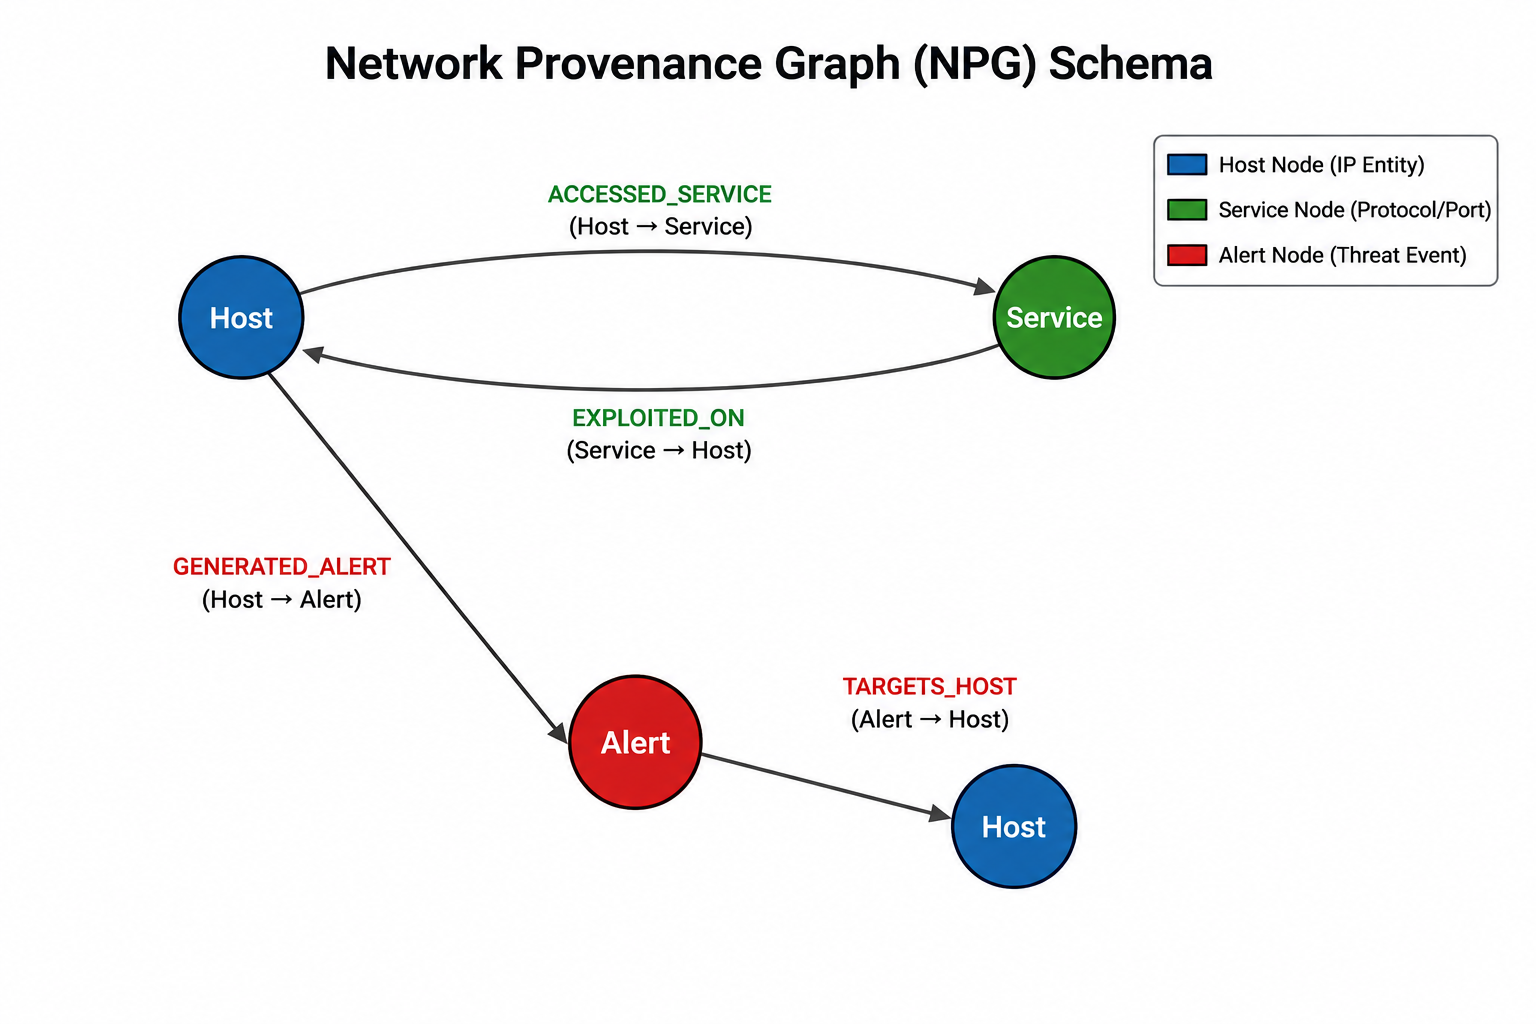 Network Provenance Graph (NPG) Schema
Host Node (IP Entity)
Service Node (Protocol/Port)
Alert Node (Threat Event)
ACCESSED_SERVICE
(Host → Service)
Host
Service
EXPLOITED_ON
(Service → Host)
GENERATED_ALERT
(Host → Alert)
TARGETS_HOST
(Alert → Host)
Alert
Host